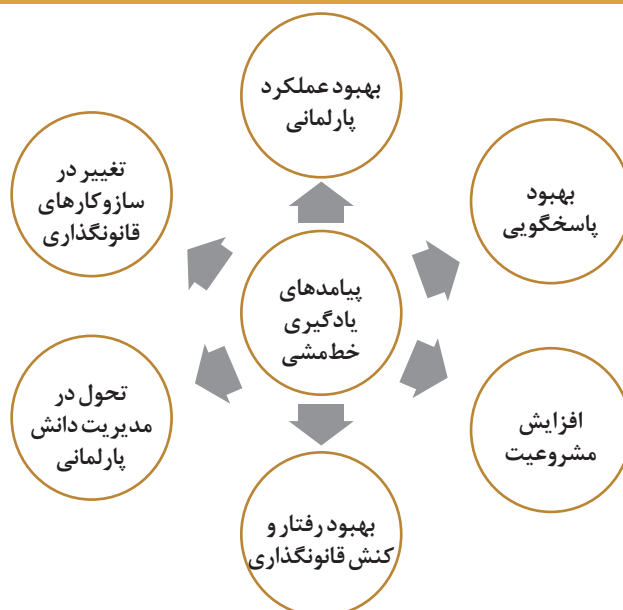 بهبود عملکرد
پارلمانی
بهبود
پاسخگویی
افزایش
مشروعیت
بهبود رفتار و
کنش قانونگذاری
تحول در
مدیریت دانش
پارلمانی
تغییر در
سازوکارهای
قانونگذاری
پیامدهای
یادگیری
خط‌مشی